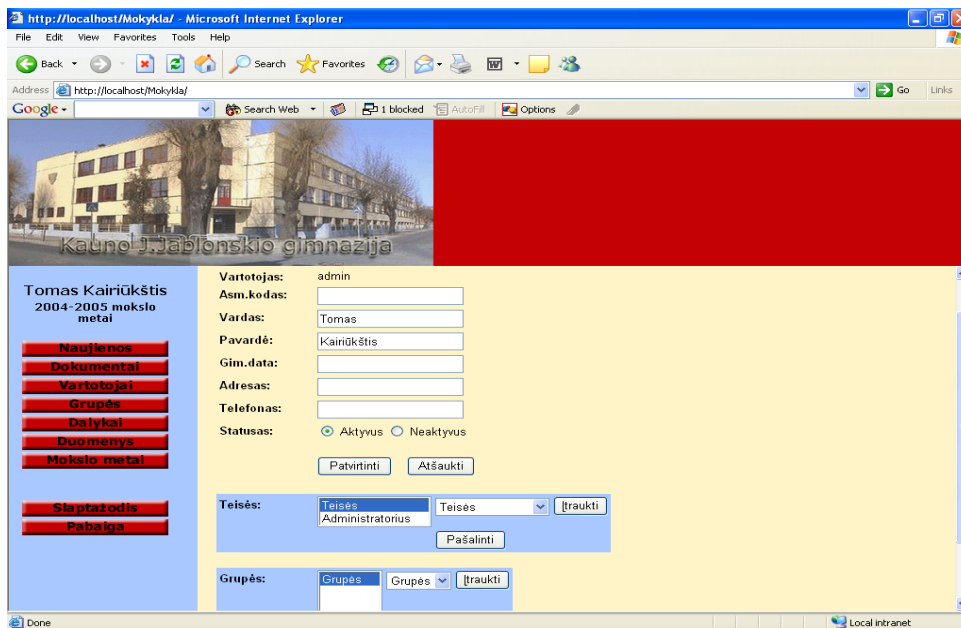 http://localhost/Mokykla/ - Microsoft Internet Explorer
File Edit View Favorites Tools Help
Back Search Favorites
Address http://localhost/Mokykla/ Go Links
Google Search Web 1 blocked AutoFill Options
Kauno J.Jablonskio gimnazija
Tomas Kairiūkštis
2004-2005 mokslo
metai
Naujienos
Dokumentai
Vartotojai
Grupės
Dalykai
Duomenys
Mokslo metai
Slaptažodis
Pabaiga
Vartotojas: admin
Asm.kodas:
Vardas: Tomas
Pavardė: Kairiūkštis
Gim.data:
Adresas:
Telefonas:
Statusas: Aktyvus Neaktyvus
Patvirtinti Atšaukti
Teisės: Teisės Teisės Įtraukti
Administratorius
Pašalinti
Grupės: Grupės Grupės Įtraukti
Done Local intranet